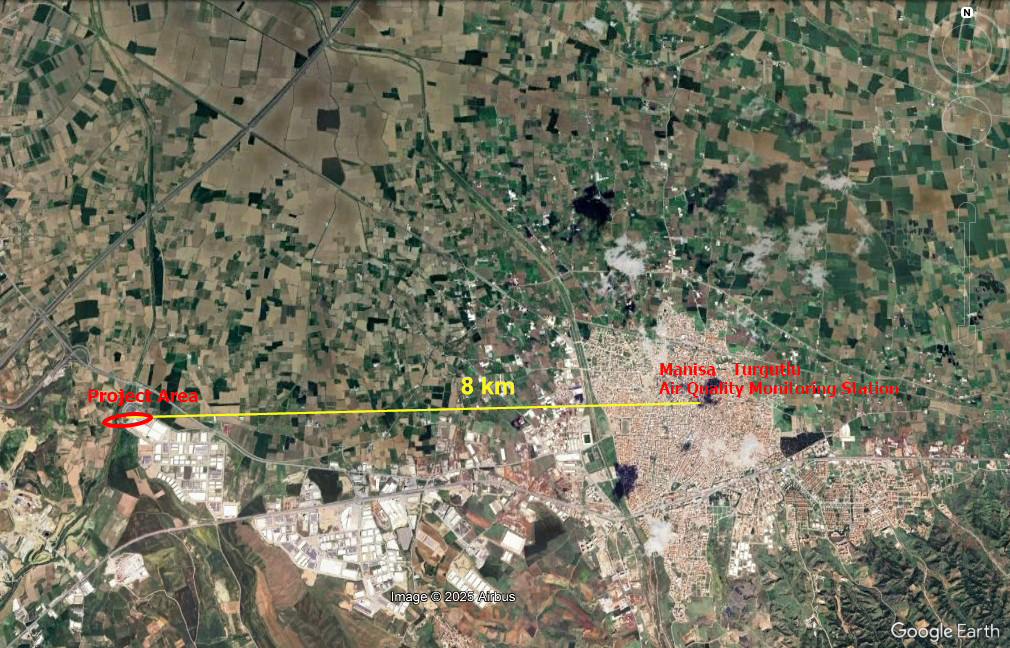 N
Manisa - Turgutlu
Air Quality Monitoring Station
8 km
Project Area
Image © 2025 Airbus
Google Earth